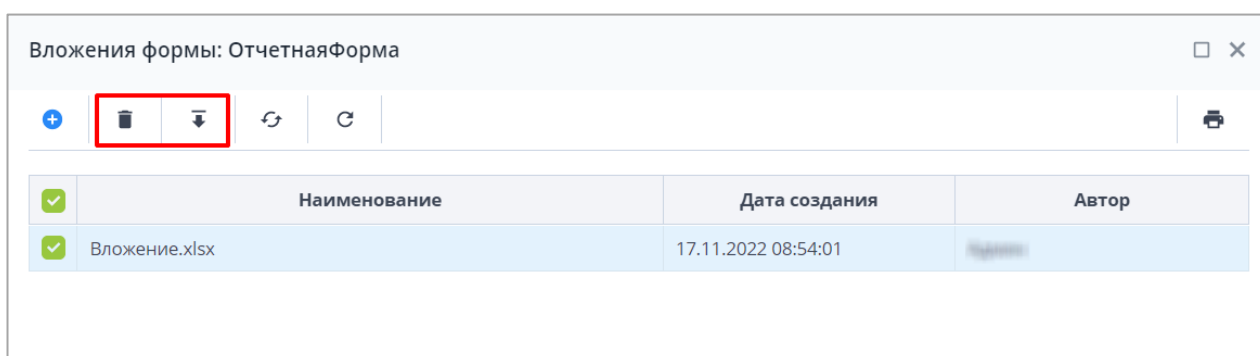 Вложения формы: ОтчетнаяФорма
Наименование Дата создания Автор
Вложение.xlsx 17.11.2022 08:54:01